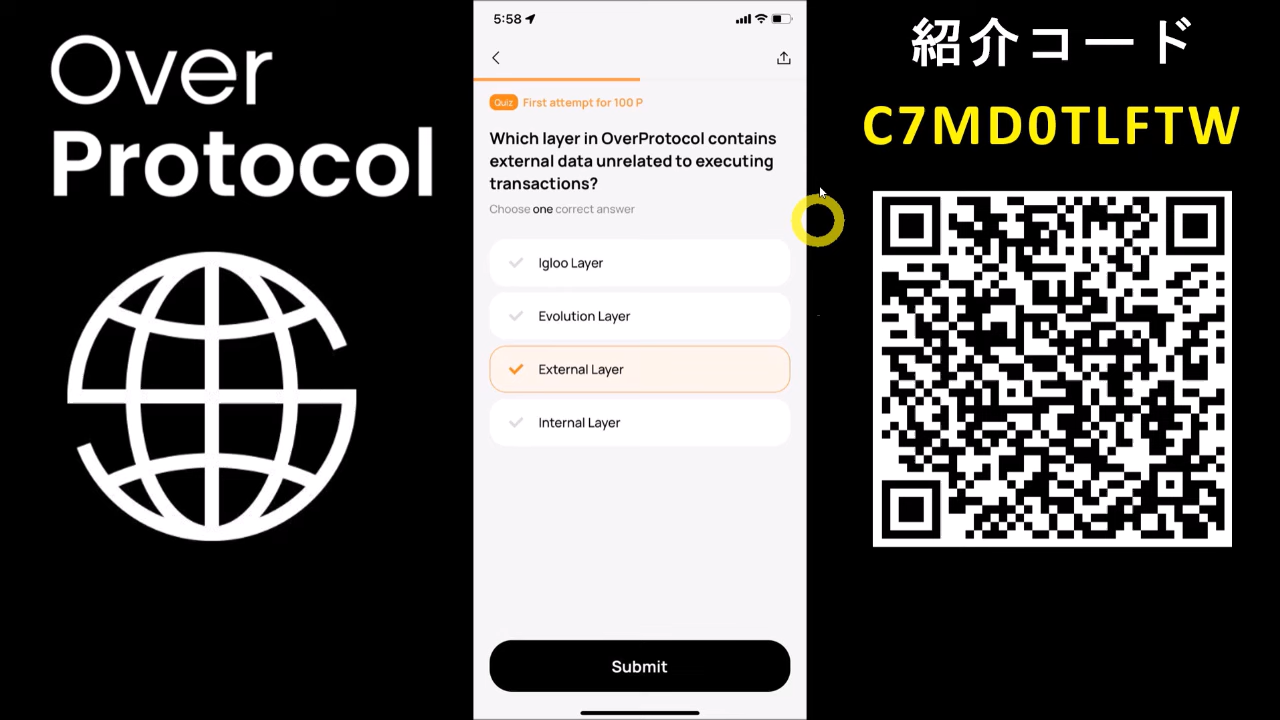 Over
Protocol
5:58
Quiz First attempt for 100 P
Which layer in OverProtocol contains
external data unrelated to executing
transactions?
Choose one correct answer
Igloo Layer
Evolution Layer
External Layer
Internal Layer
Submit
紹介コード
C7MD0TLFTW